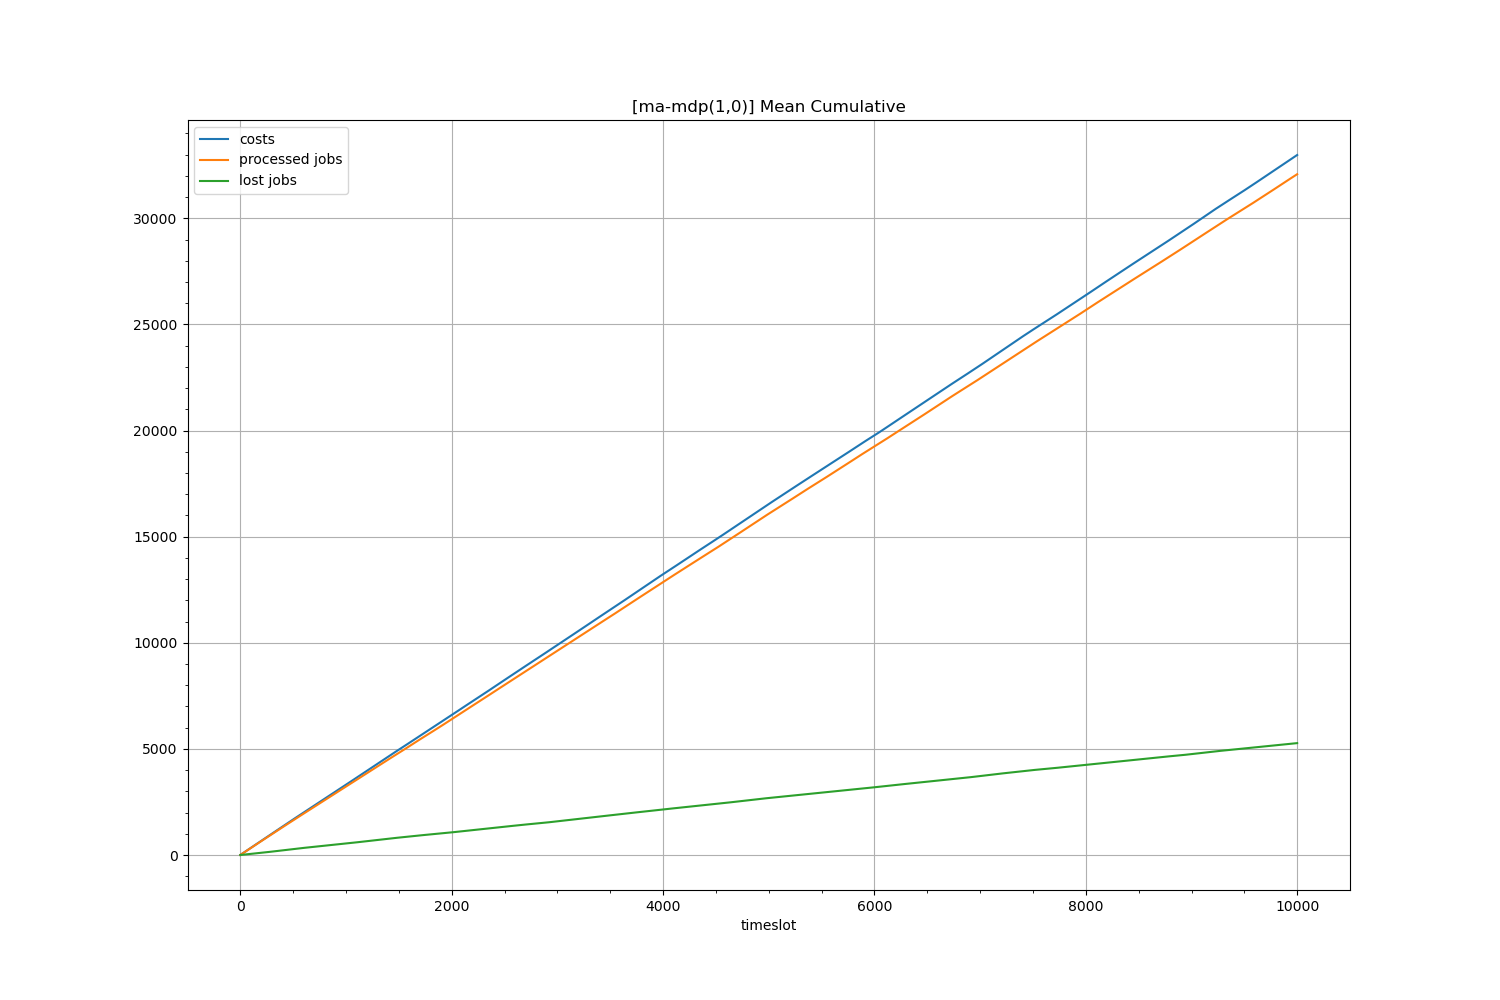 [ma-mdp(1,0)] Mean Cumulative
costs
processed jobs
lost jobs
30000
25000
20000
15000
10000
5000
0
0 2000 4000 6000 8000 10000
timeslot